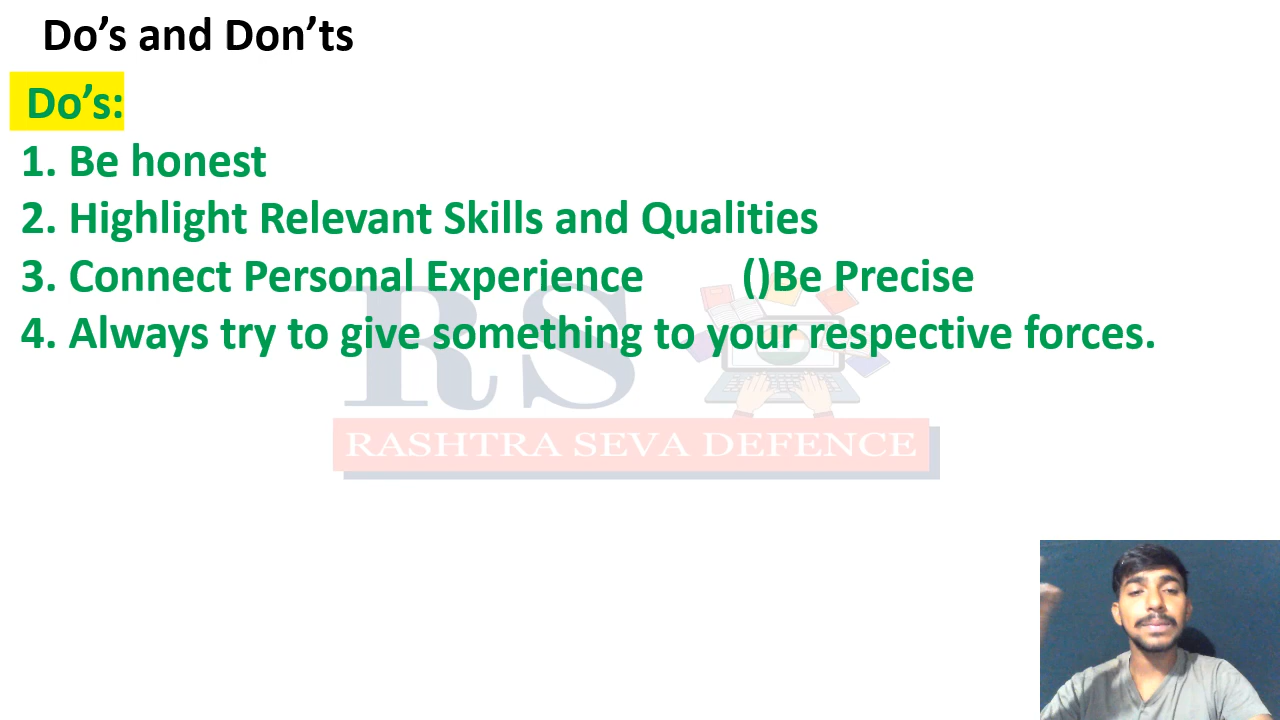 Do’s and Don’ts
Do’s:
1. Be honest
2. Highlight Relevant Skills and Qualities
3. Connect Personal Experience ()Be Precise
4. Always try to give something to your respective forces.
RS
RASHTRA SEVA DEFENCE